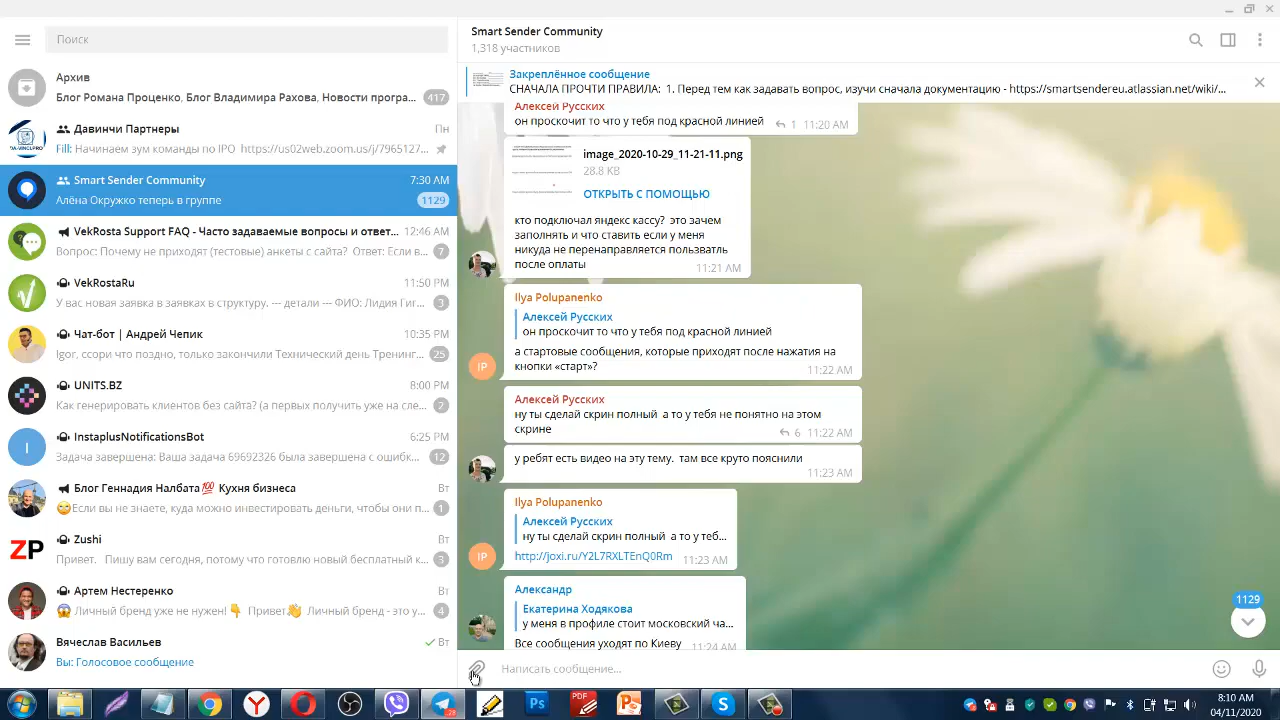 Поиск
Архив
Блог Романа Проценко, Блог Владимира Рахова, Новости програ... 417
Давинчи Партнеры Пн
Fill: Начинаем зум команды по IPO https://us02web.zoom.us/j/7965127...
Smart Sender Community 7:30 AM
Алёна Окружко теперь в группе 1129
VekRosta Support FAQ - Часто задаваемые вопросы и ответ... 12:46 AM
Вопрос: Почему не приходят (тестовые) анкеты с сайта? Ответ: Если в... 7
VekRostaRu 11:50 PM
У вас новая заявка в заявках в структуру. --- детали --- ФИО: Лидия Гиг... 3
Чат-бот | Андрей Чепик 10:35 PM
Igor, ссори что поздно, только закончили Технический день Тренинг... 25
UNITS.BZ 8:00 PM
Как генерировать клиентов без сайта? (а первых получить уже на сле... 2
I InstaplusNotificationsBot 6:25 PM
Задача завершена: Ваша задача 69692326 была завершена с ошибк... 12
Блог Геннадия Налбата💯 Кухня бизнеса Вт
Если вы не знаете, куда можно инвестировать деньги, чтобы они п... 1
ZP Zushi Вт
Привет. Пишу вам сегодня, потому что готовлю новый бесплатный к... 3
Артем Нестеренко Вт
😱 Личный бренд уже не нужен!👇 Привет👋 Личный бренд - это у... 4
Вячеслав Васильев Вт
Вы: Голосовое сообщение
Smart Sender Community
1,318 участников
Закреплённое сообщение
Перед тем как задавать вопрос, изучи сначала документацию - https://smartsendereu.atlassian.net/wiki/...
Алексей Русских
он проскочит то что у тебя под красной линией 1 11:20 AM
image_2020-10-29_11-21-11.png
28.8 KB
ОТКРЫТЬ С ПОМОЩЬЮ
кто подключал яндекс кассу? это зачем
заполнять и что ставить если у меня
никуда не перенаправляется пользватль
после оплаты
11:21 AM
Ilya Polupanenko
Алексей Русских
он проскочит то что у тебя под красной линией
а стартовые сообщения, которые приходят после нажатия на
кнопки «старт»?
IP 11:22 AM
Алексей Русских
ну ты сделай скрин полный а то у тебя не понятно на этом
скрине
6 11:22 AM
у ребят есть видео на эту тему. там все круто пояснили
11:23 AM
Ilya Polupanenko
Алексей Русских
ну ты сделай скрин полный а то у теб...
IP http://joxi.ru/Y2L7RXLTEnQ0Rm 11:23 AM
Александр
Екатерина Ходякова
у меня в профиле стоит московский ча...
Все сообщения уходят по Киеву 11:24 AM
1129
Написать сообщение...
PDF
Ps
8:10 AM
04/11/2020